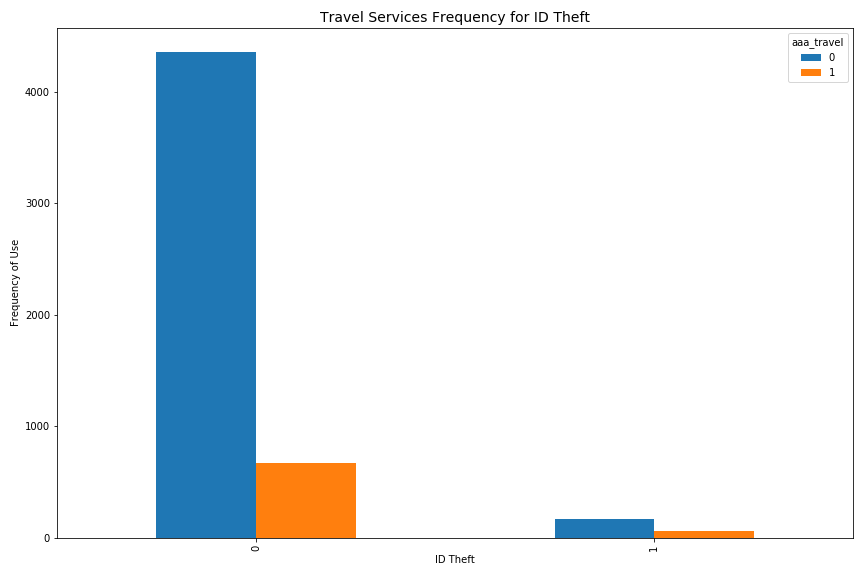 Travel Services Frequency for ID Theft
aaa_travel
0
1
4000
3000
2000
1000
0
Frequency of Use
0
1
ID Theft